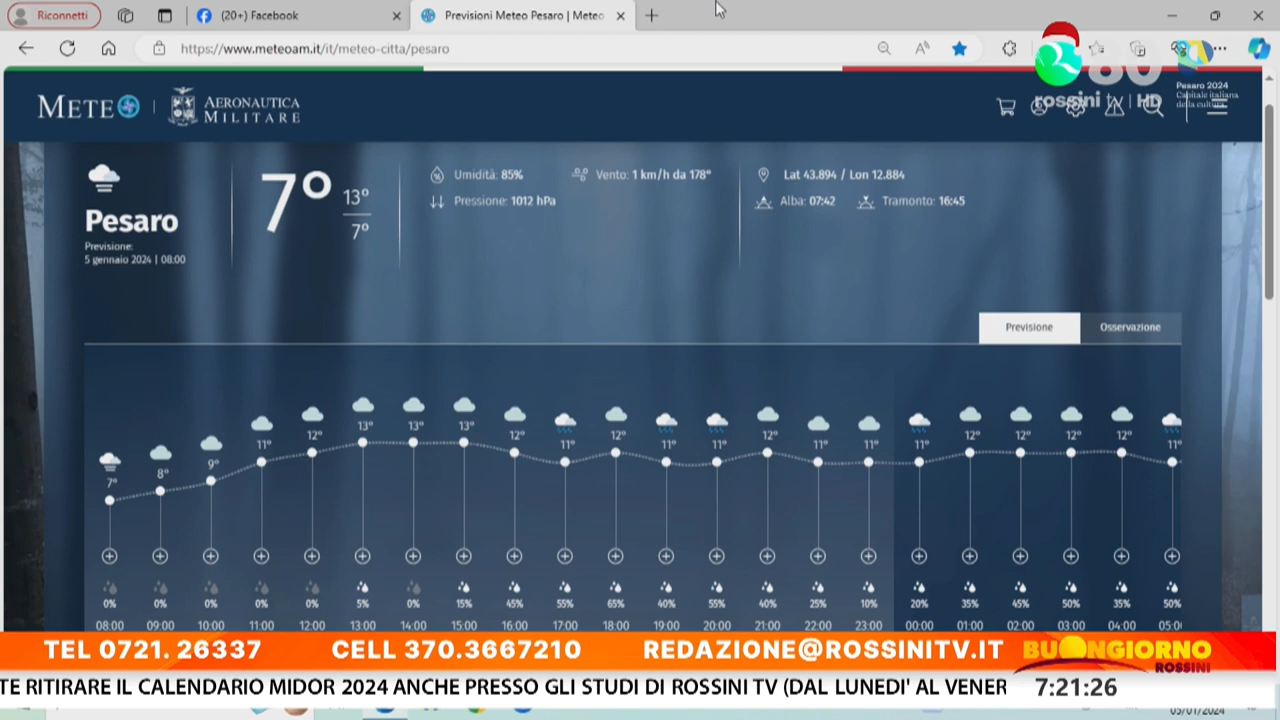 Riconnetti
(20+) Facebook
Previsioni Meteo Pesaro | Meteo
https://www.meteoam.it/it/meteo-citta/pesaro
80
rossini tv | HD
Pesaro 2024
Capitale italiana
della cultura
METEO
AERONAUTICA
MILITARE
Pesaro
Previsione:
5 gennaio 2024 | 08:00
7° 13° 7°
Umidità: 85% Vento: 1 km/h da 178°
Pressione: 1012 hPa
Lat 43.894 / Lon 12.884
Alba: 07:42 Tramonto: 16:45
Previsione Osservazione
7° 8° 9° 11° 12° 13° 13° 13° 12° 11° 12° 11° 11° 12° 11° 11° 11° 12° 12° 12° 12° 11°
0% 0% 0% 0% 0% 5% 0% 15% 45% 55% 65% 40% 55% 40% 25% 10% 20% 35% 45% 50% 35% 50%
08:00 09:00 10:00 11:00 12:00 13:00 14:00 15:00 16:00 17:00 18:00 19:00 20:00 21:00 22:00 23:00 00:00 01:00 02:00 03:00 04:00 05:0
TEL 0721. 26337 CELL 370.3667210 REDAZIONE@ROSSINITV.IT
BUONGIORNO
ROSSINI
TE RITIRARE IL CALENDARIO MIDOR 2024 ANCHE PRESSO GLI STUDI DI ROSSINI TV (DAL LUNEDI' AL VENER
7:21:26
05/01/2024